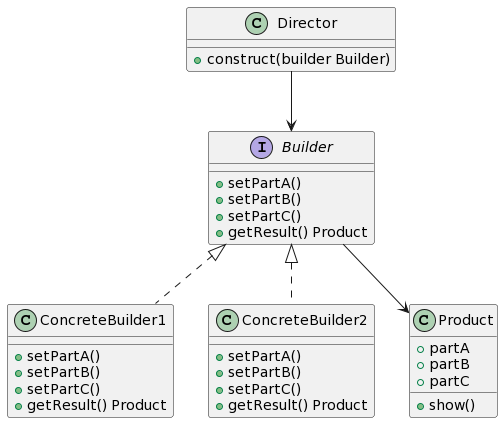 C Director
construct(builder Builder)
I Builder
setPartA()
setPartB()
setPartC()
getResult() Product
C ConcreteBuilder1
setPartA()
setPartB()
setPartC()
getResult() Product
C ConcreteBuilder2
setPartA()
setPartB()
setPartC()
getResult() Product
C Product
partA
partB
partC
show()